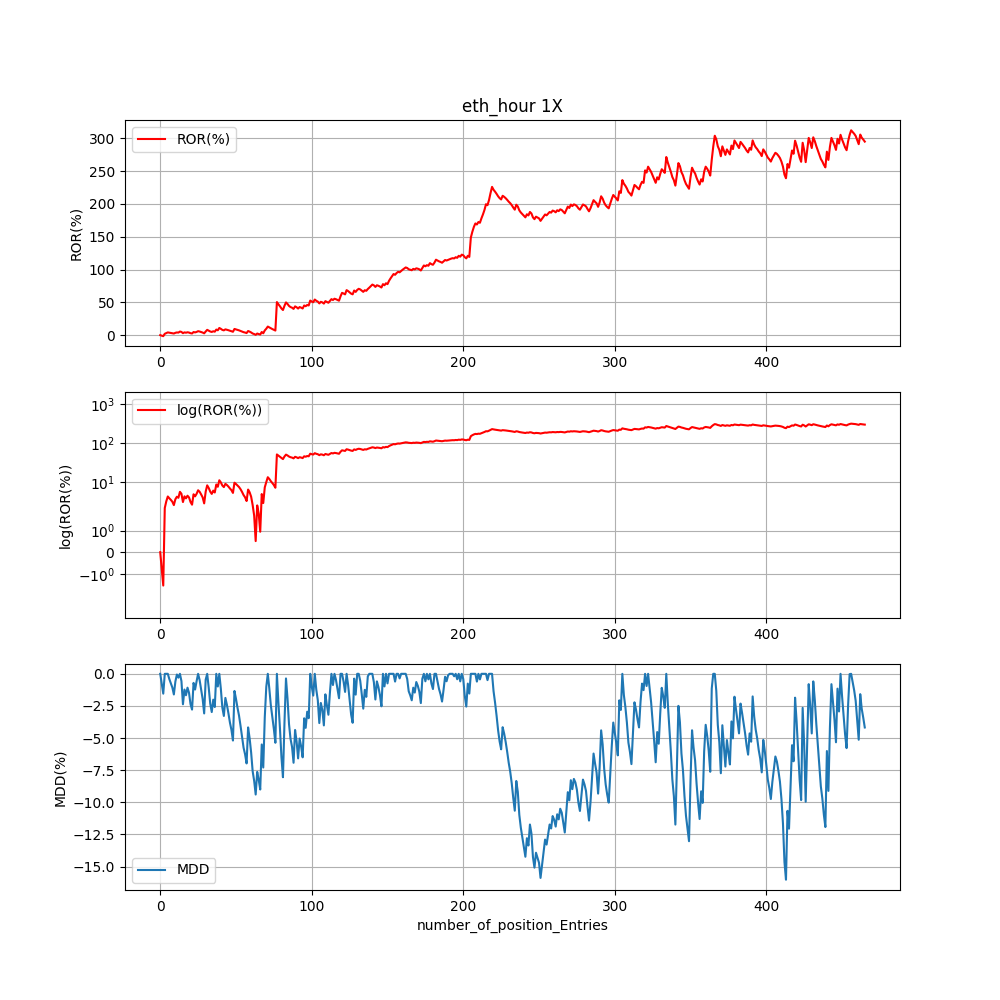 eth_hour 1X
ROR(%)
300
250
200
150
100
50
0
ROR(%)
0 100 200 300 400
log(ROR(%))
10³
10²
10¹
10⁰
0
−10⁰
log(ROR(%))
0 100 200 300 400
MDD(%)
0.0
−2.5
−5.0
−7.5
−10.0
−12.5
−15.0
MDD
0 100 200 300 400
number_of_position_Entries